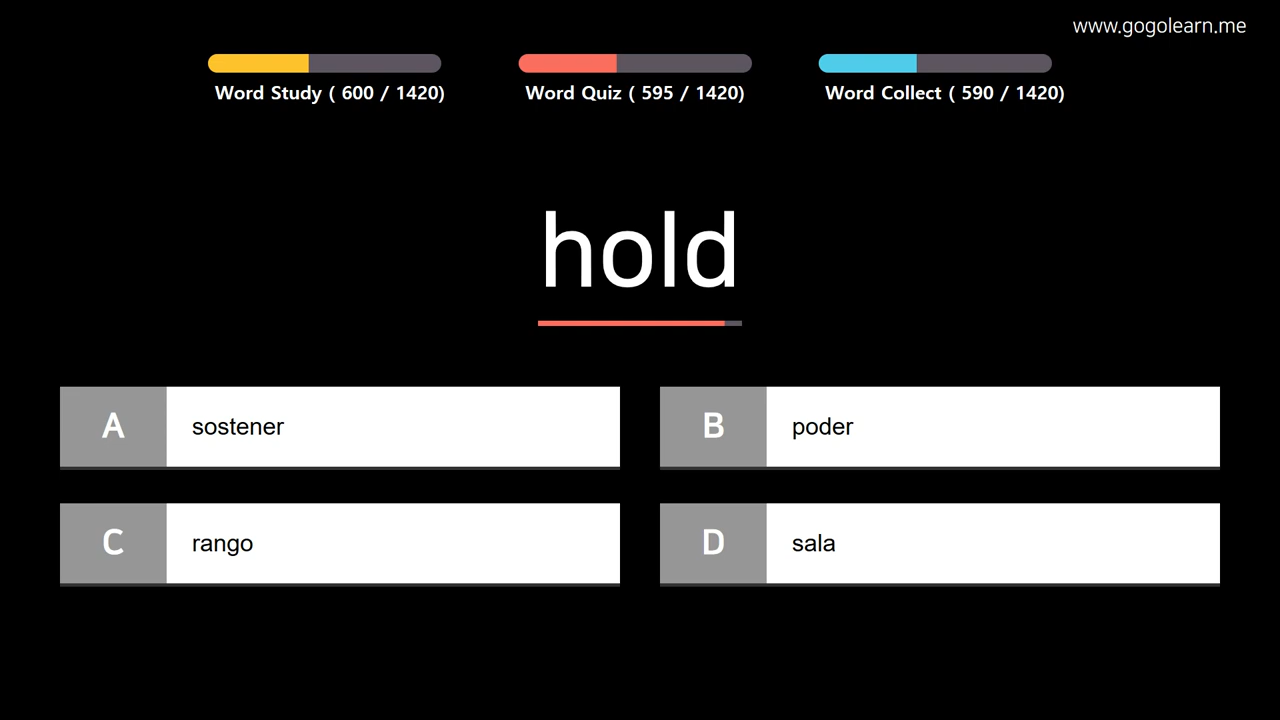 www.gogolearn.me
Word Study ( 600 / 1420)
Word Quiz ( 595 / 1420)
Word Collect ( 590 / 1420)
hold
A sostener
B poder
C rango
D sala